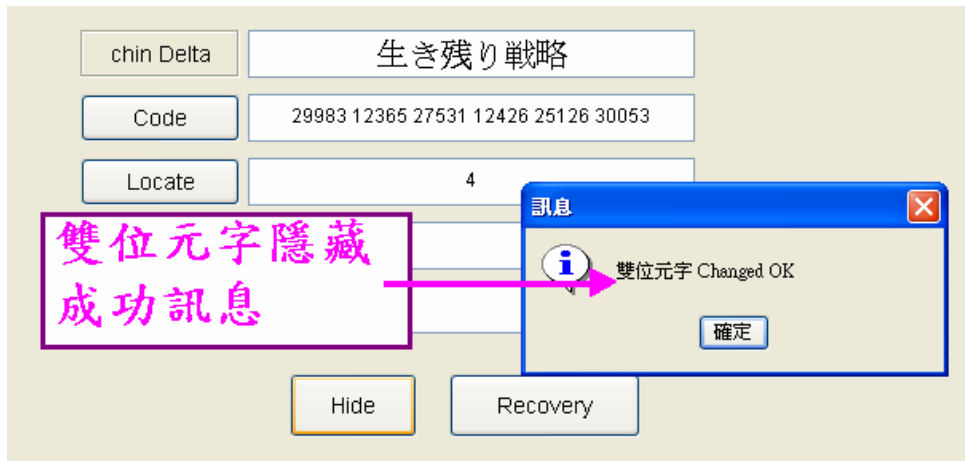 chin Delta
生き残り戦略
Code
29983 12365 27531 12426 25126 30053
Locate
4
訊息
雙位元字隱藏
成功訊息
雙位元字 Changed OK
確定
Hide
Recovery